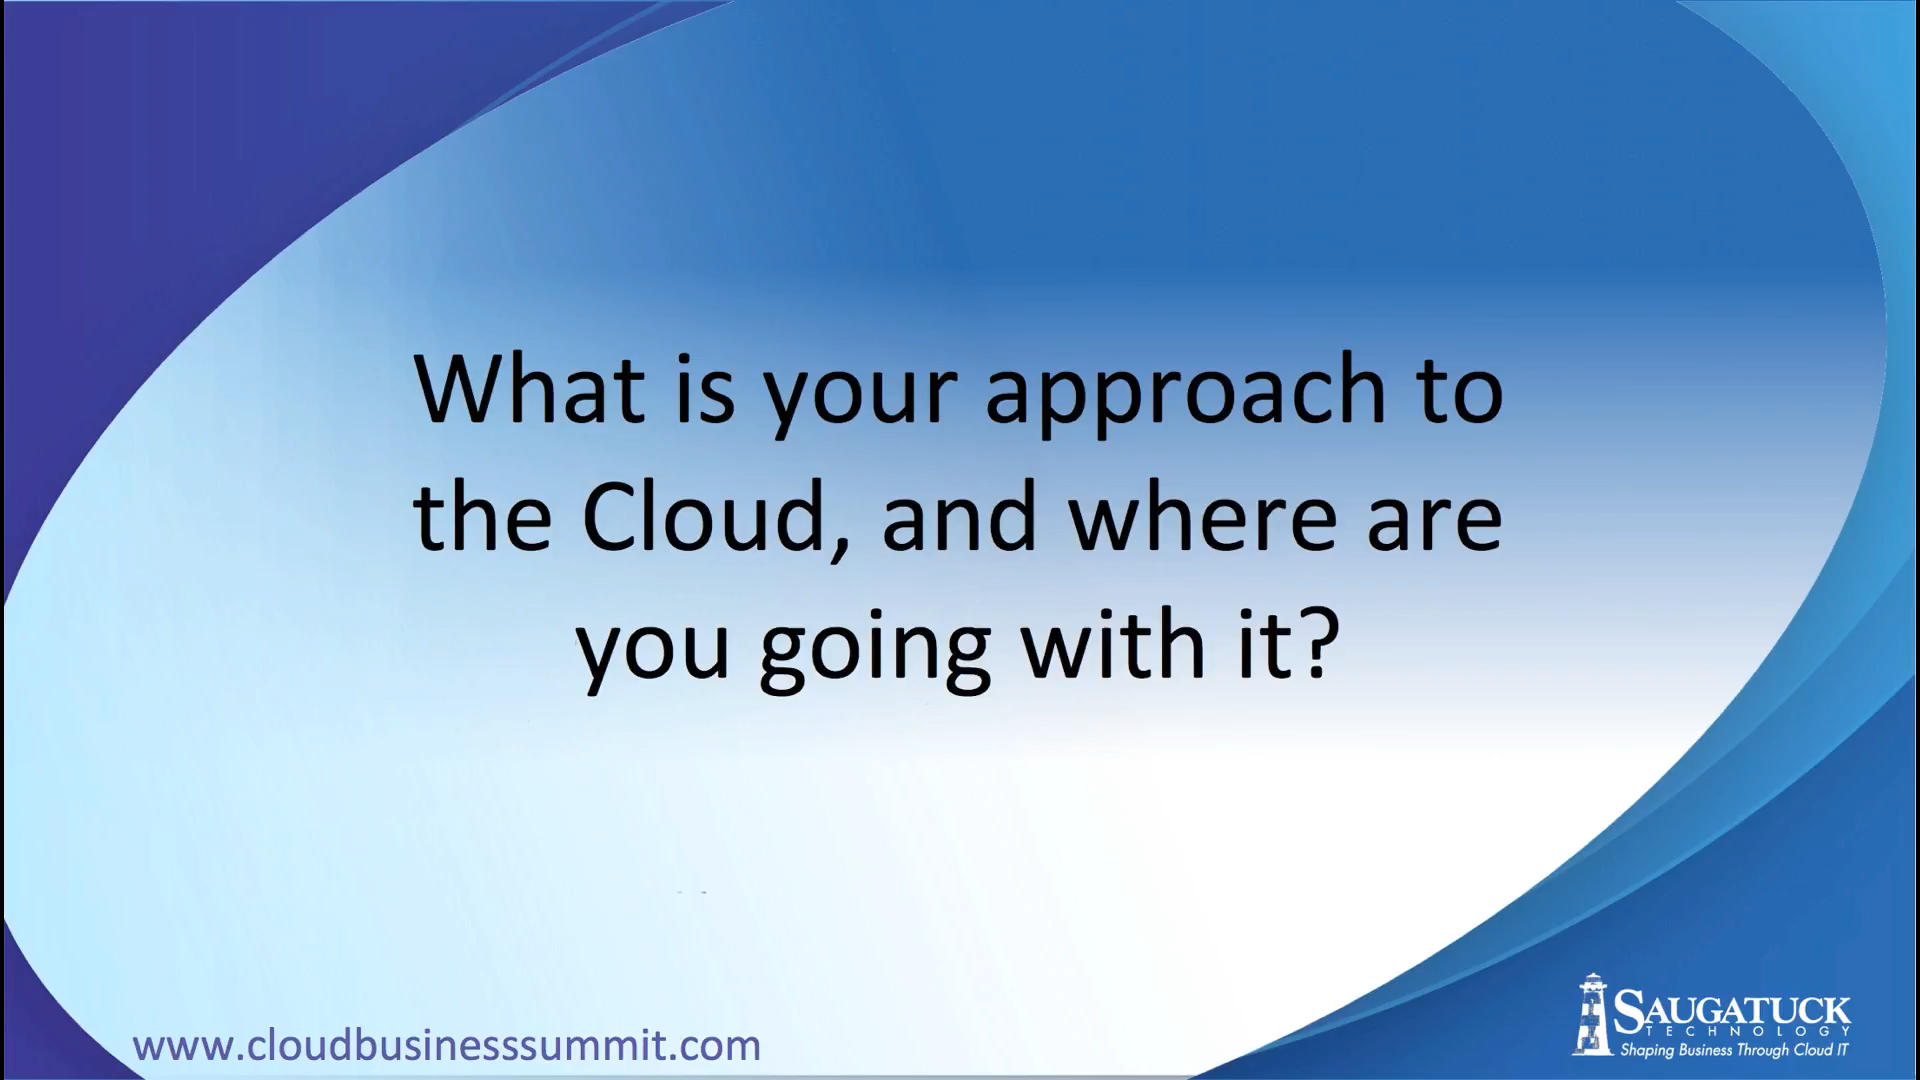 What is your approach to
the Cloud, and where are
you going with it?
www.cloudbusinesssummit.com
SAUGATUCK
TECHNOLOGY
Shaping Business Through Cloud IT